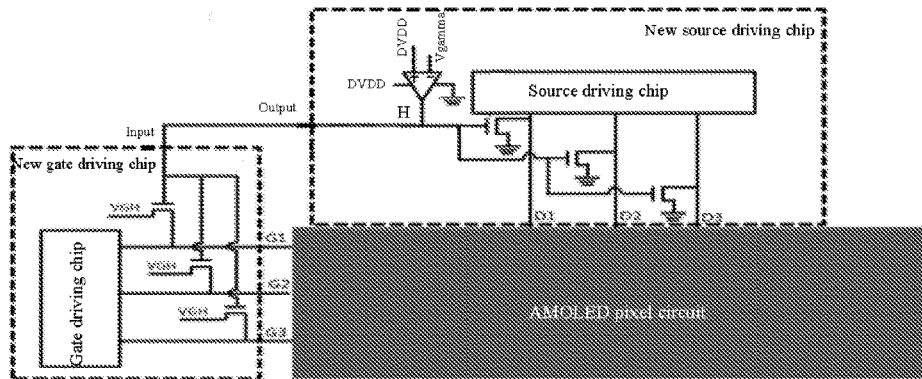 New source driving chip
DVDD
Vgamma
DVDD
Source driving chip
H
Output
Input
New gate driving chip
VGH
Gate driving chip
G1
VGH
G2
VGH
G3
D1
D2
D3
AMOLED pixel circuit